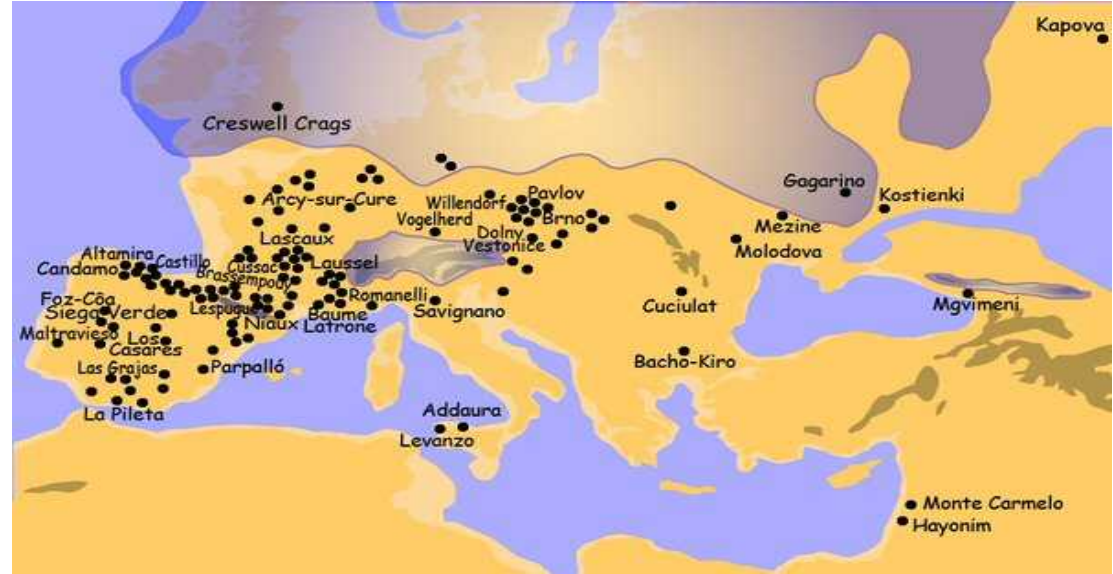 Kapova
Creswell Crags
Gagarino
Kostienki
Arcy-sur-Cure
Willendorf
Pavlov
Brno
Vogelherd
Dolny
Vestonice
Mezine
Molodova
Lascaux
Altamira
Castillo
Candamo
Cussac
Laussel
Brassempouy
Foz-Côa
Siega Verde
Lespugue
Romanelli
Baume
Latrone
Niaux
Savignano
Cuciulat
Mgvimeni
Maltravieso
Los
Casares
Las Grajas
Parpalló
Bacho-Kiro
La Pileta
Addaura
Levanzo
Monte Carmelo
Hayonim